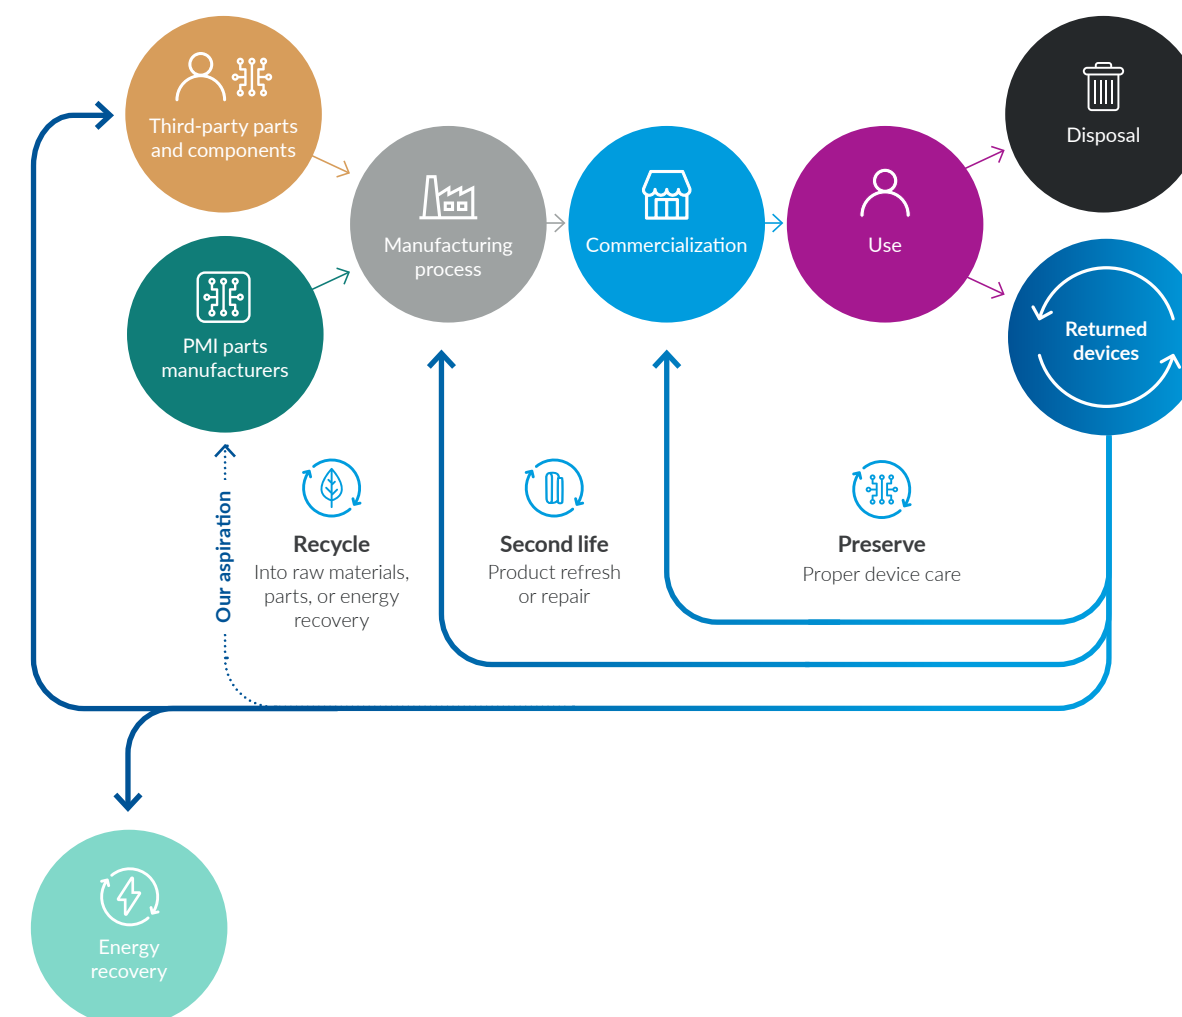 Third-party parts
and components
Disposal
Manufacturing
process
Commercialization
Use
PMI parts
manufacturers
Returned
devices
Our aspiration
Recycle
Into raw materials,
parts, or energy
recovery
Second life
Product refresh
or repair
Preserve
Proper device care
Energy
recovery